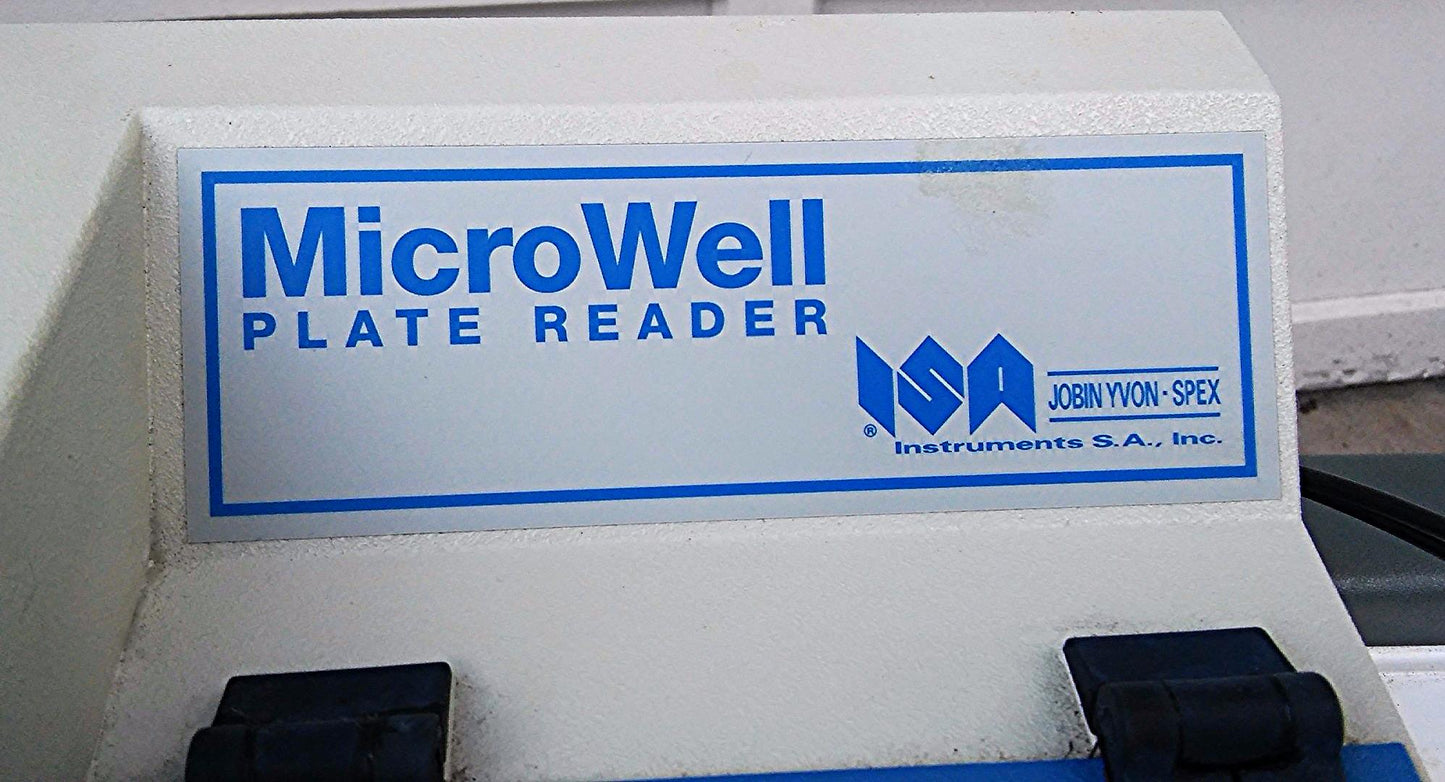 MicroWell
PLATE READER
ISA
JOBIN YVON - SPEX
®
Instruments S.A., Inc.